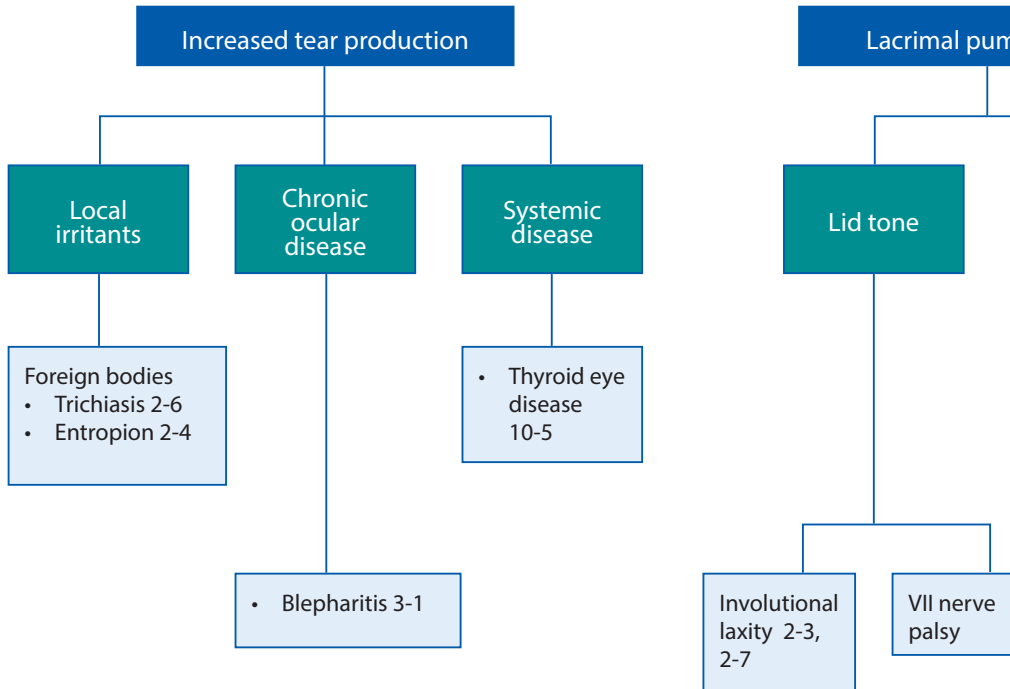 Increased tear production
Lacrimal
Local
irritants
Chronic
ocular
disease
Systemic
disease
Lid tone
Foreign bodies
• Trichiasis 2-6
• Entropion 2-4
• Thyroid eye
disease
10-5
• Blepharitis 3-1
Involutional
laxity 2-3,
2-7
VII nerve
palsy